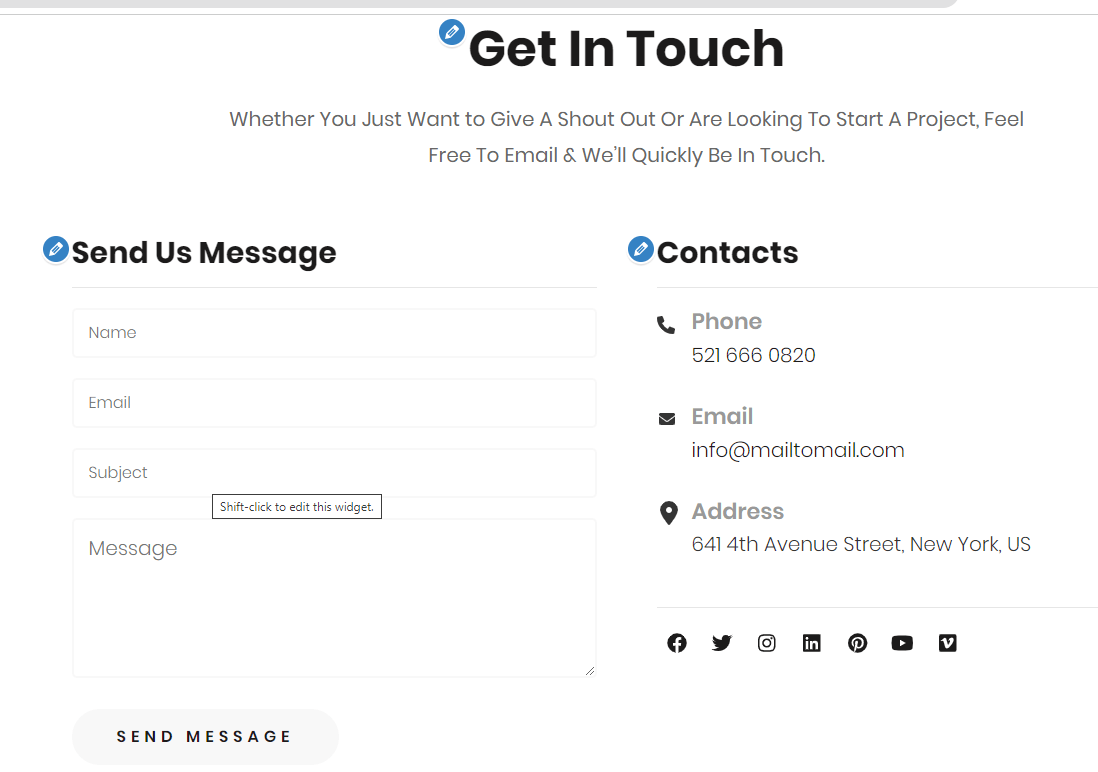 Get In Touch
Whether You Just Want to Give A Shout Out Or Are Looking To Start A Project, Feel
Free To Email & We'll Quickly Be In Touch.
Send Us Message
Name
Email
Subject
Shift-click to edit this widget.
Message
SEND MESSAGE
Contacts
Phone
521 666 0820
Email
info@mailtomail.com
Address
641 4th Avenue Street, New York, US